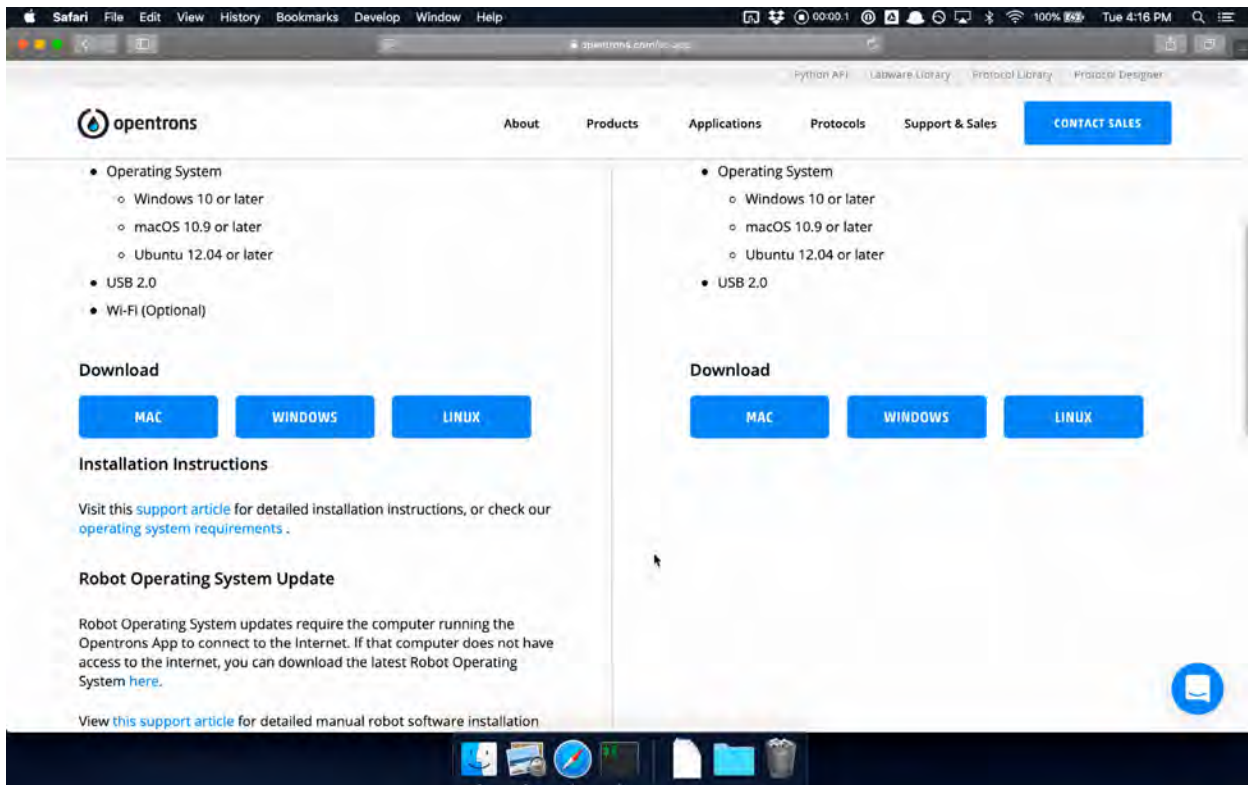 Safari File Edit View History Bookmarks Develop Window Help 00:00.1 100% Tue 4:16 PM
opentrons.com/
Python API Labware Library Protocol Library Protocol Designer
opentrons About Products Applications Protocols Support & Sales CONTACT SALES
• Operating System
◦ Windows 10 or later
◦ macOS 10.9 or later
◦ Ubuntu 12.04 or later
• USB 2.0
• Wi-Fi (Optional)
Download
MAC WINDOWS LINUX
Installation Instructions
Visit this support article for detailed installation instructions, or check our
operating system requirements .
Robot Operating System Update
Robot Operating System updates require the computer running the
Opentrons App to connect to the Internet. If that computer does not have
access to the internet, you can download the latest Robot Operating
System here.
View this support article for detailed manual robot software installation
• Operating System
◦ Windows 10 or later
◦ macOS 10.9 or later
◦ Ubuntu 12.04 or later
• USB 2.0
Download
MAC WINDOWS LINUX